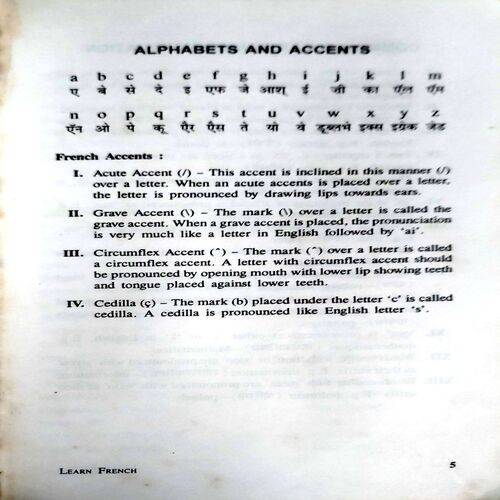 ALPHABETS AND ACCENTS
a b c d e f g h i j k l m
ए बे से दे इ एफ जे आश् ई जी का ऍल ऍम
n o p q r s t u v w x y z
ऍन ओ पे कू ऍर ऍस ते यी वे दूब्लभे इक्स इग्रेक जेड
French Accents :
I. Acute Accent (/) – This accent is inclined in this manner (/)
over a letter. When an acute accents is placed over a letter,
the letter is pronounced by drawing lips towards ears.
II. Grave Accent (\) – The mark (\) over a letter is called the
grave accent. When a grave accent is placed, the pronunciation
is very much like a letter in English followed by 'ai'.
III. Circumflex Accent (ˆ) – The mark (ˆ) over a letter is called
a circumflex accent. A letter with circumflex accent should
be pronounced by opening mouth with lower lip showing teeth
and tongue placed against lower teeth.
IV. Cedilla (ç) – The mark (b) placed under the letter 'c' is called
cedilla. A cedilla is pronounced like English letter 's'.
LEARN FRENCH 5